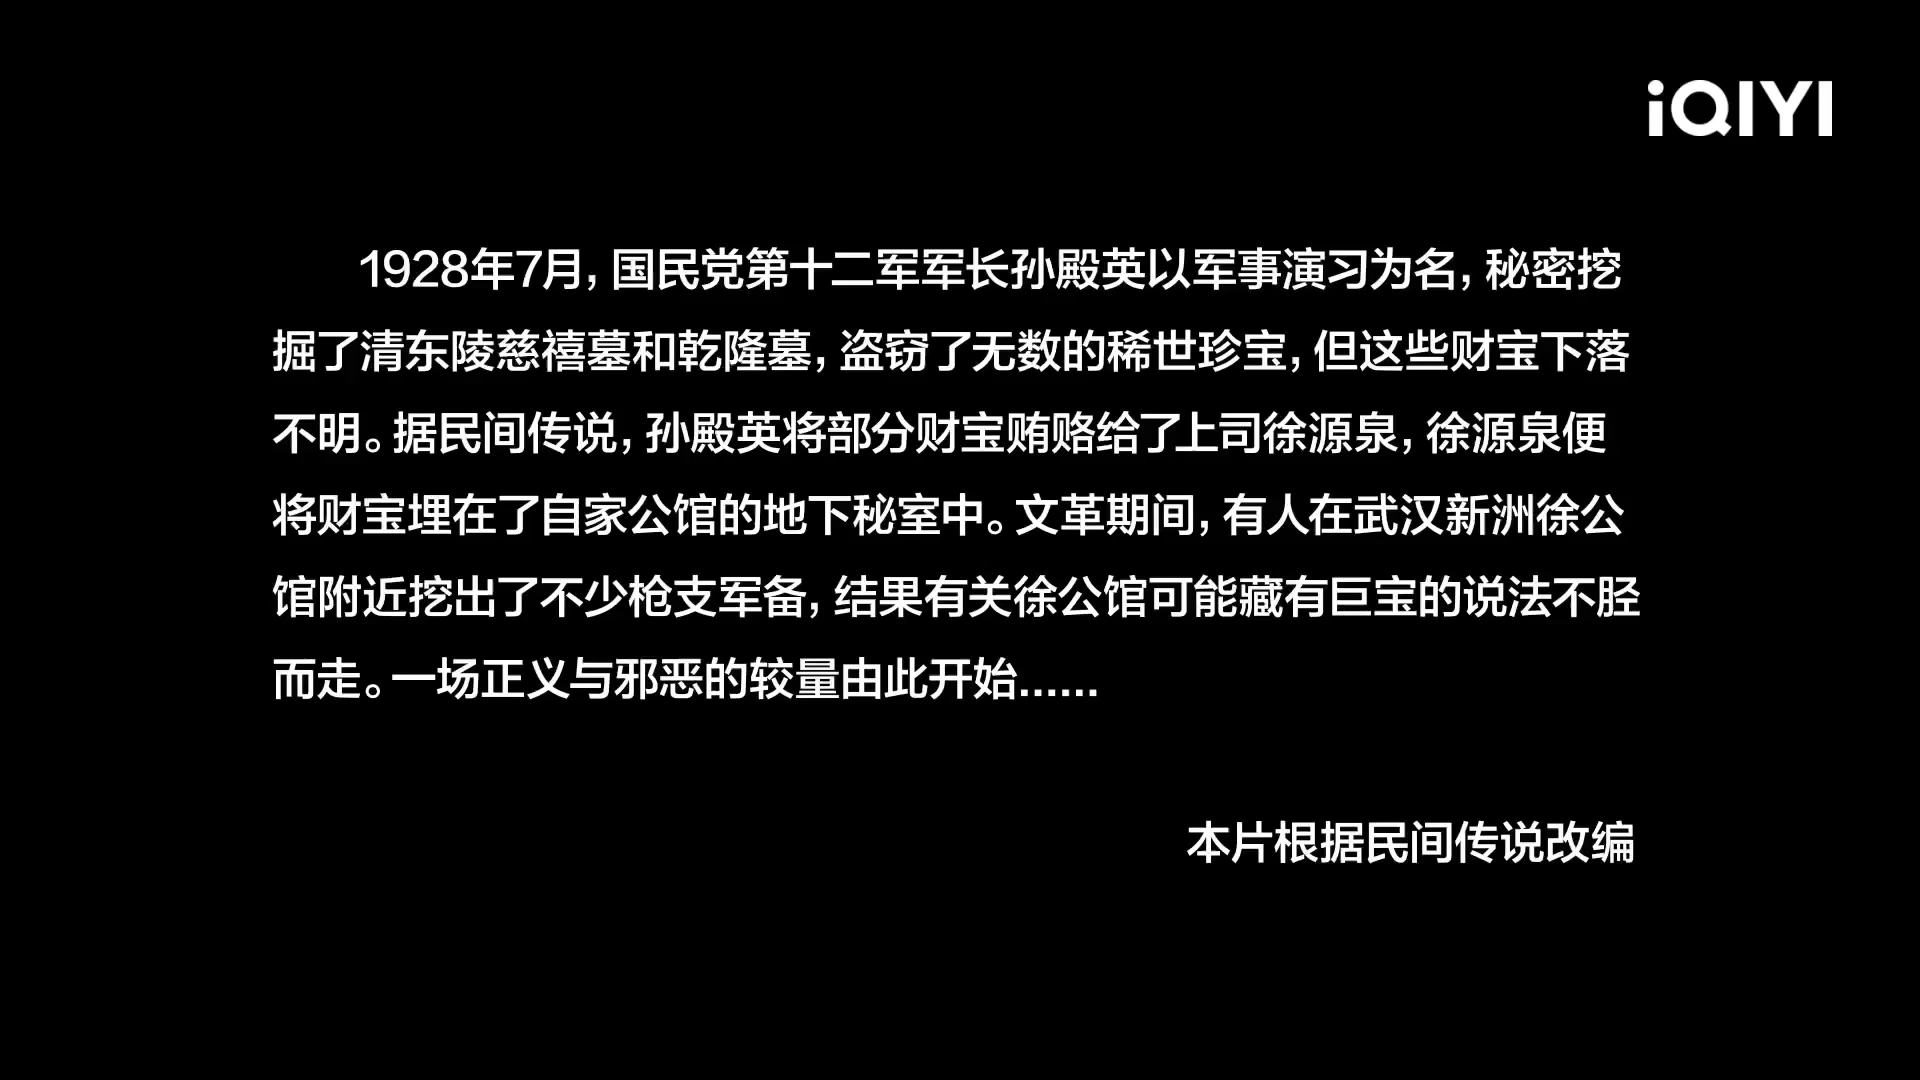 iQIYI
1928年7月，国民党第十二军军长孙殿英以军事演习为名，秘密挖
掘了清东陵慈禧墓和乾隆墓，盗窃了无数的稀世珍宝，但这些财宝下落
不明。据民间传说，孙殿英将部分财宝贿赂给了上司徐源泉，徐源泉便
将财宝埋在了自家公馆的地下秘室中。文革期间，有人在武汉新洲徐公
馆附近挖出了不少枪支军备，结果有关徐公馆可能藏有巨宝的说法不胫
而走。一场正义与邪恶的较量由此开始......
本片根据民间传说改编